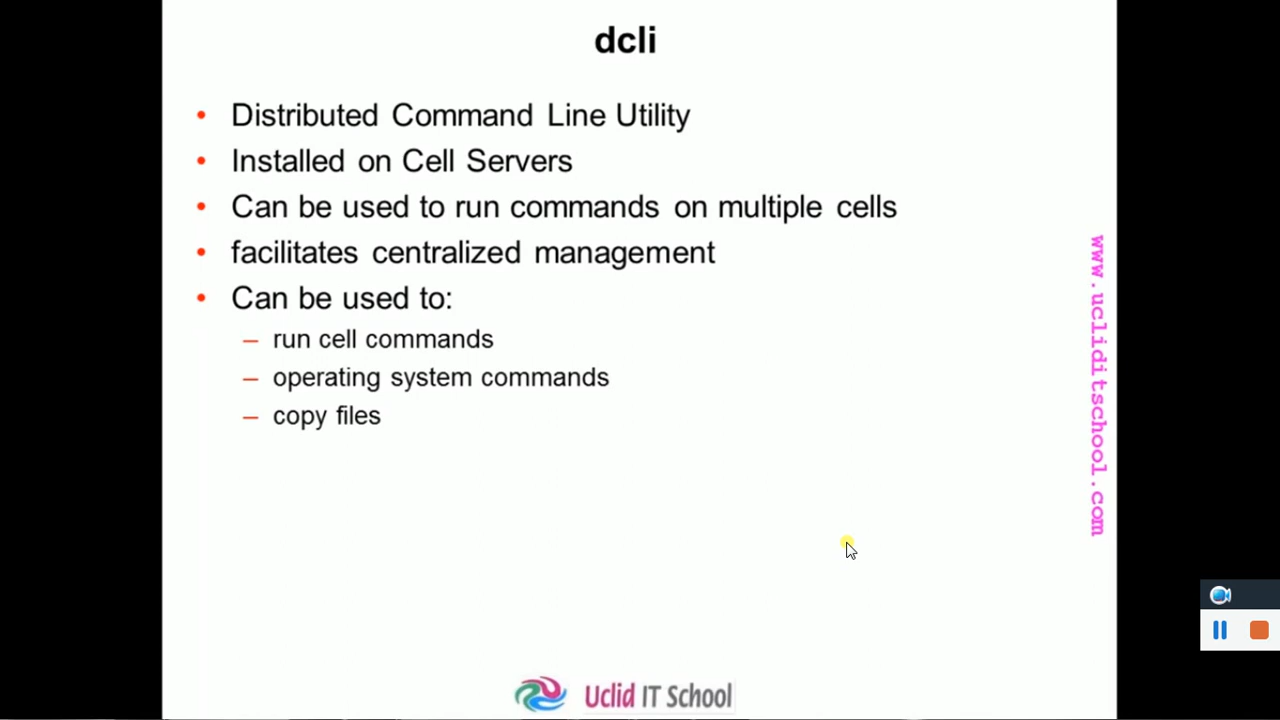 dcli
• Distributed Command Line Utility
• Installed on Cell Servers
• Can be used to run commands on multiple cells
• facilitates centralized management
• Can be used to:
– run cell commands
– operating system commands
– copy files
www.ucliditschool.com
Uclid IT School